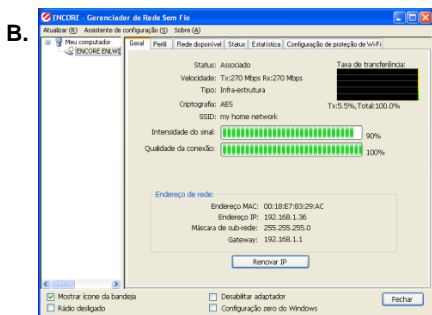 B.
ENCORE - Gerenciador de Rede Sem Fio
Atualizar (R) Assistente de configuração (S) Sobre (A)
Meu computador
ENCORE ENLWI
Geral Perfil Rede disponível Status Estatística Configuração de proteção de Wi-Fi
Status: Associado
Taxa de transferência:
Velocidade: Tx:270 Mbps Rx:270 Mbps
Tipo: Infra-estrutura
Criptografia: AES
Tx:5.5%, Total:100.0%
SSID: my home network
Intensidade do sinal: 90%
Qualidade da conexão: 100%
Endereço de rede:
Endereço MAC: 00:18:E7:83:29:AC
Endereço IP: 192.168.1.36
Máscara de sub-rede: 255.255.255.0
Gateway: 192.168.1.1
Renovar IP
Mostrar ícone da bandeja
Desabilitar adaptador
Fechar
Rádio desligado
Configuração zero do Windows